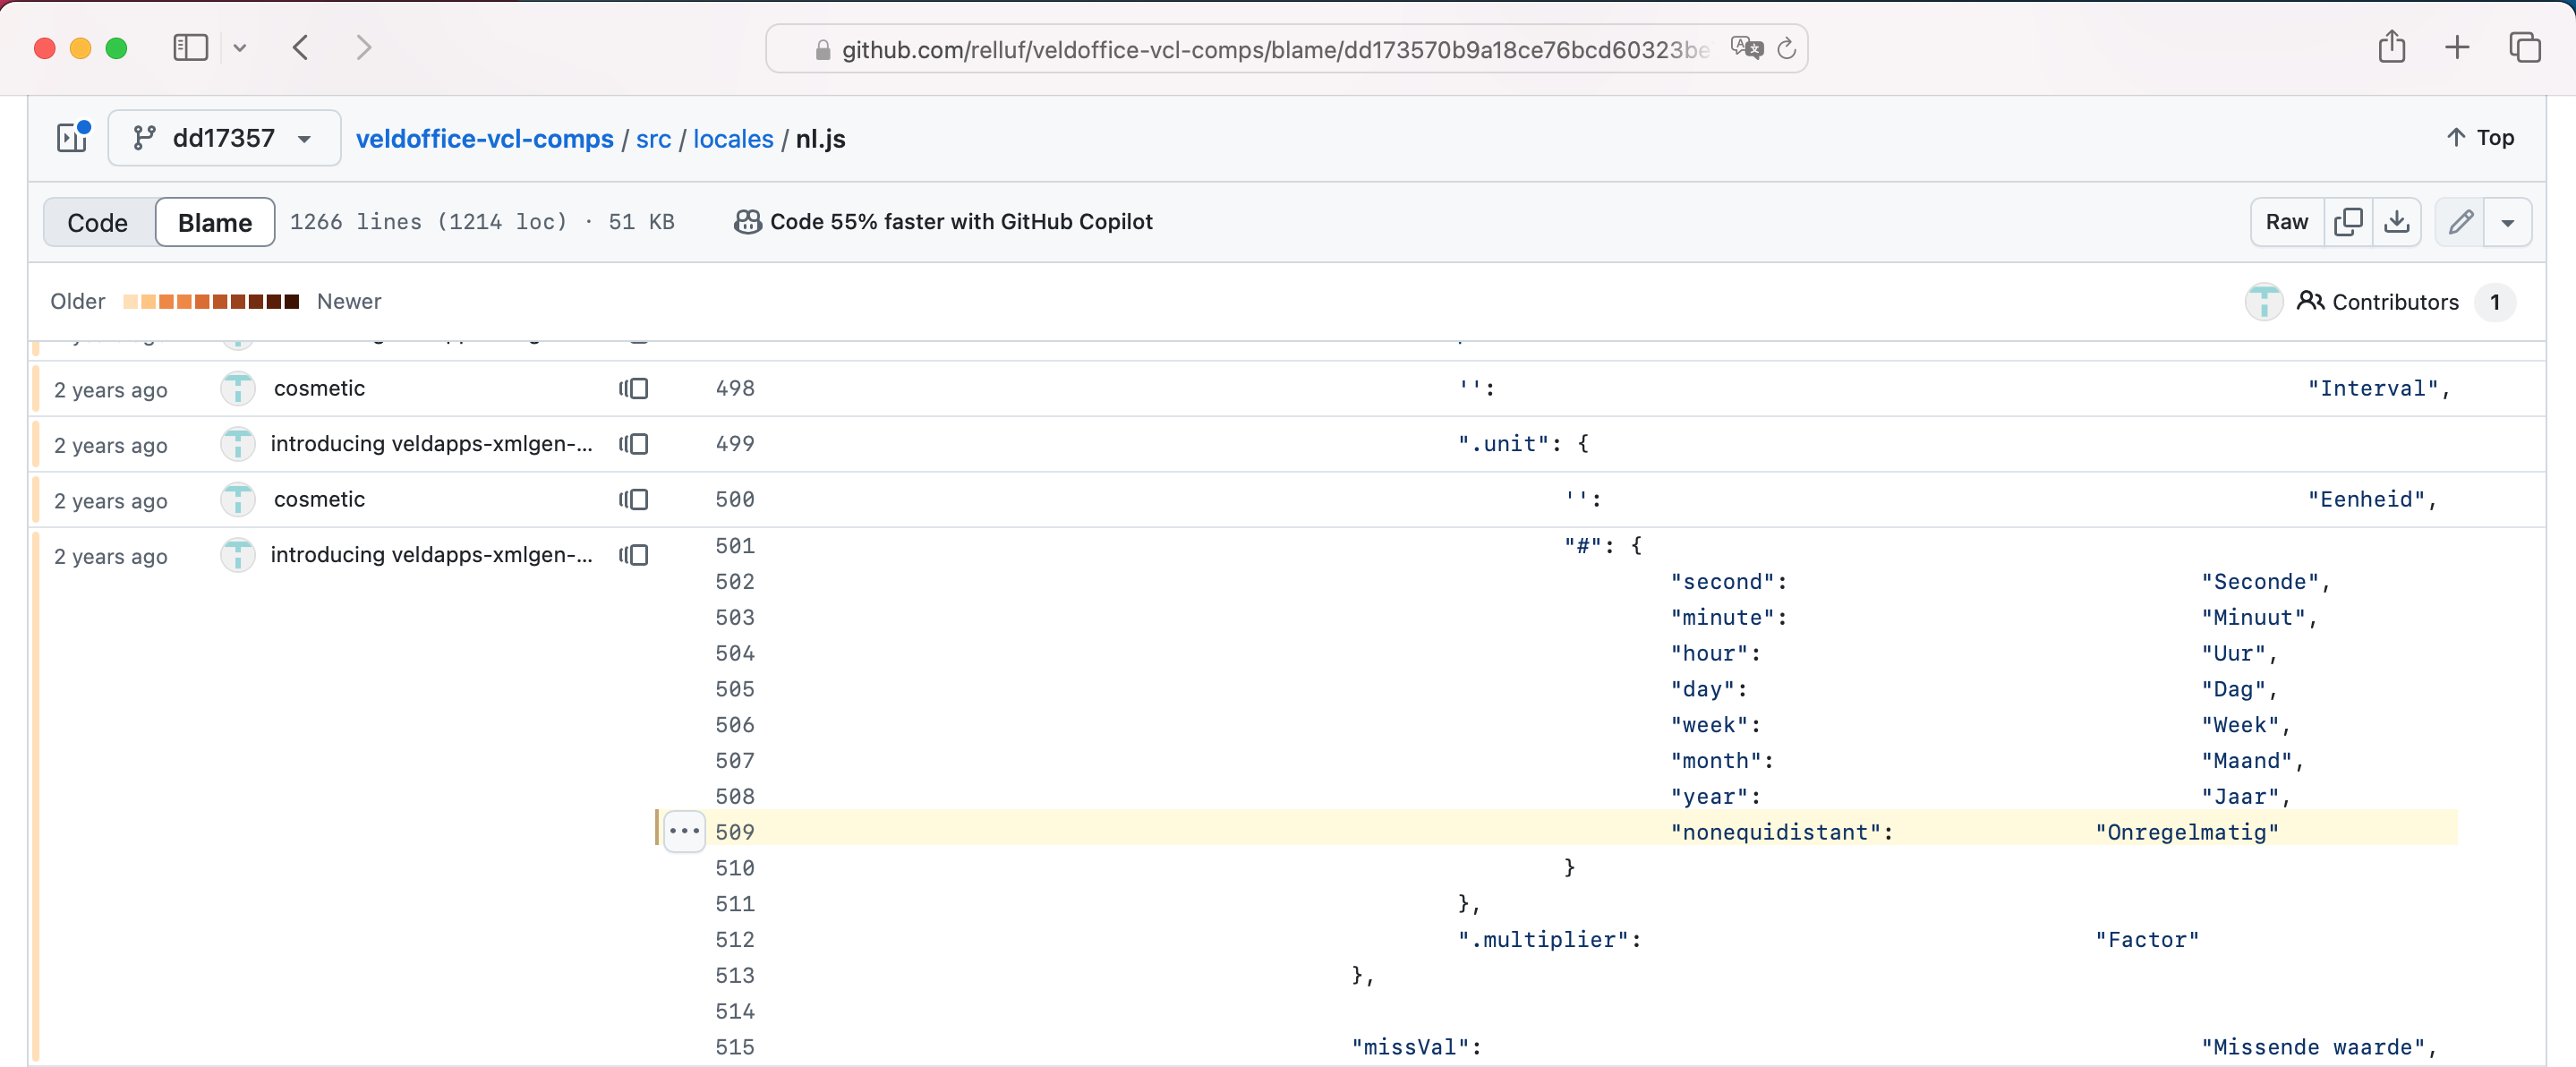 github.com/relluf/veldoffice-vcl-comps/blame/dd173570b9a18ce76bcd60323be
dd17357 veldoffice-vcl-comps / src / locales / nl.js Top
Code Blame 1266 lines (1214 loc) · 51 KB Code 55% faster with GitHub Copilot Raw
Older Newer Contributors 1
2 years ago cosmetic 498 '': "Interval",
2 years ago introducing veldapps-xmlgen-... 499 ".unit": {
2 years ago cosmetic 500 '': "Eenheid",
2 years ago introducing veldapps-xmlgen-... 501 "#": {
502 "second": "Seconde",
503 "minute": "Minuut",
504 "hour": "Uur",
505 "day": "Dag",
506 "week": "Week",
507 "month": "Maand",
508 "year": "Jaar",
509 "nonequidistant": "Onregelmatig"
510 }
511 },
512 ".multiplier": "Factor"
513 },
514
515 "missVal": "Missende waarde",